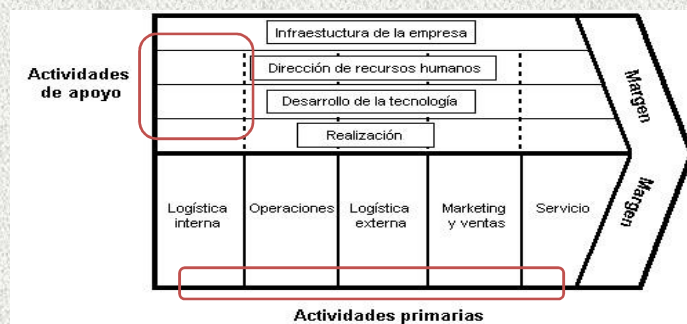 Infraestuctura de la empresa
Actividades
de apoyo
Dirección de recursos humanos
Desarrollo de la tecnología
Realización
Margen
Margen
Logística
interna
Operaciones
Logística
externa
Marketing
y ventas
Servicio
Actividades primarias